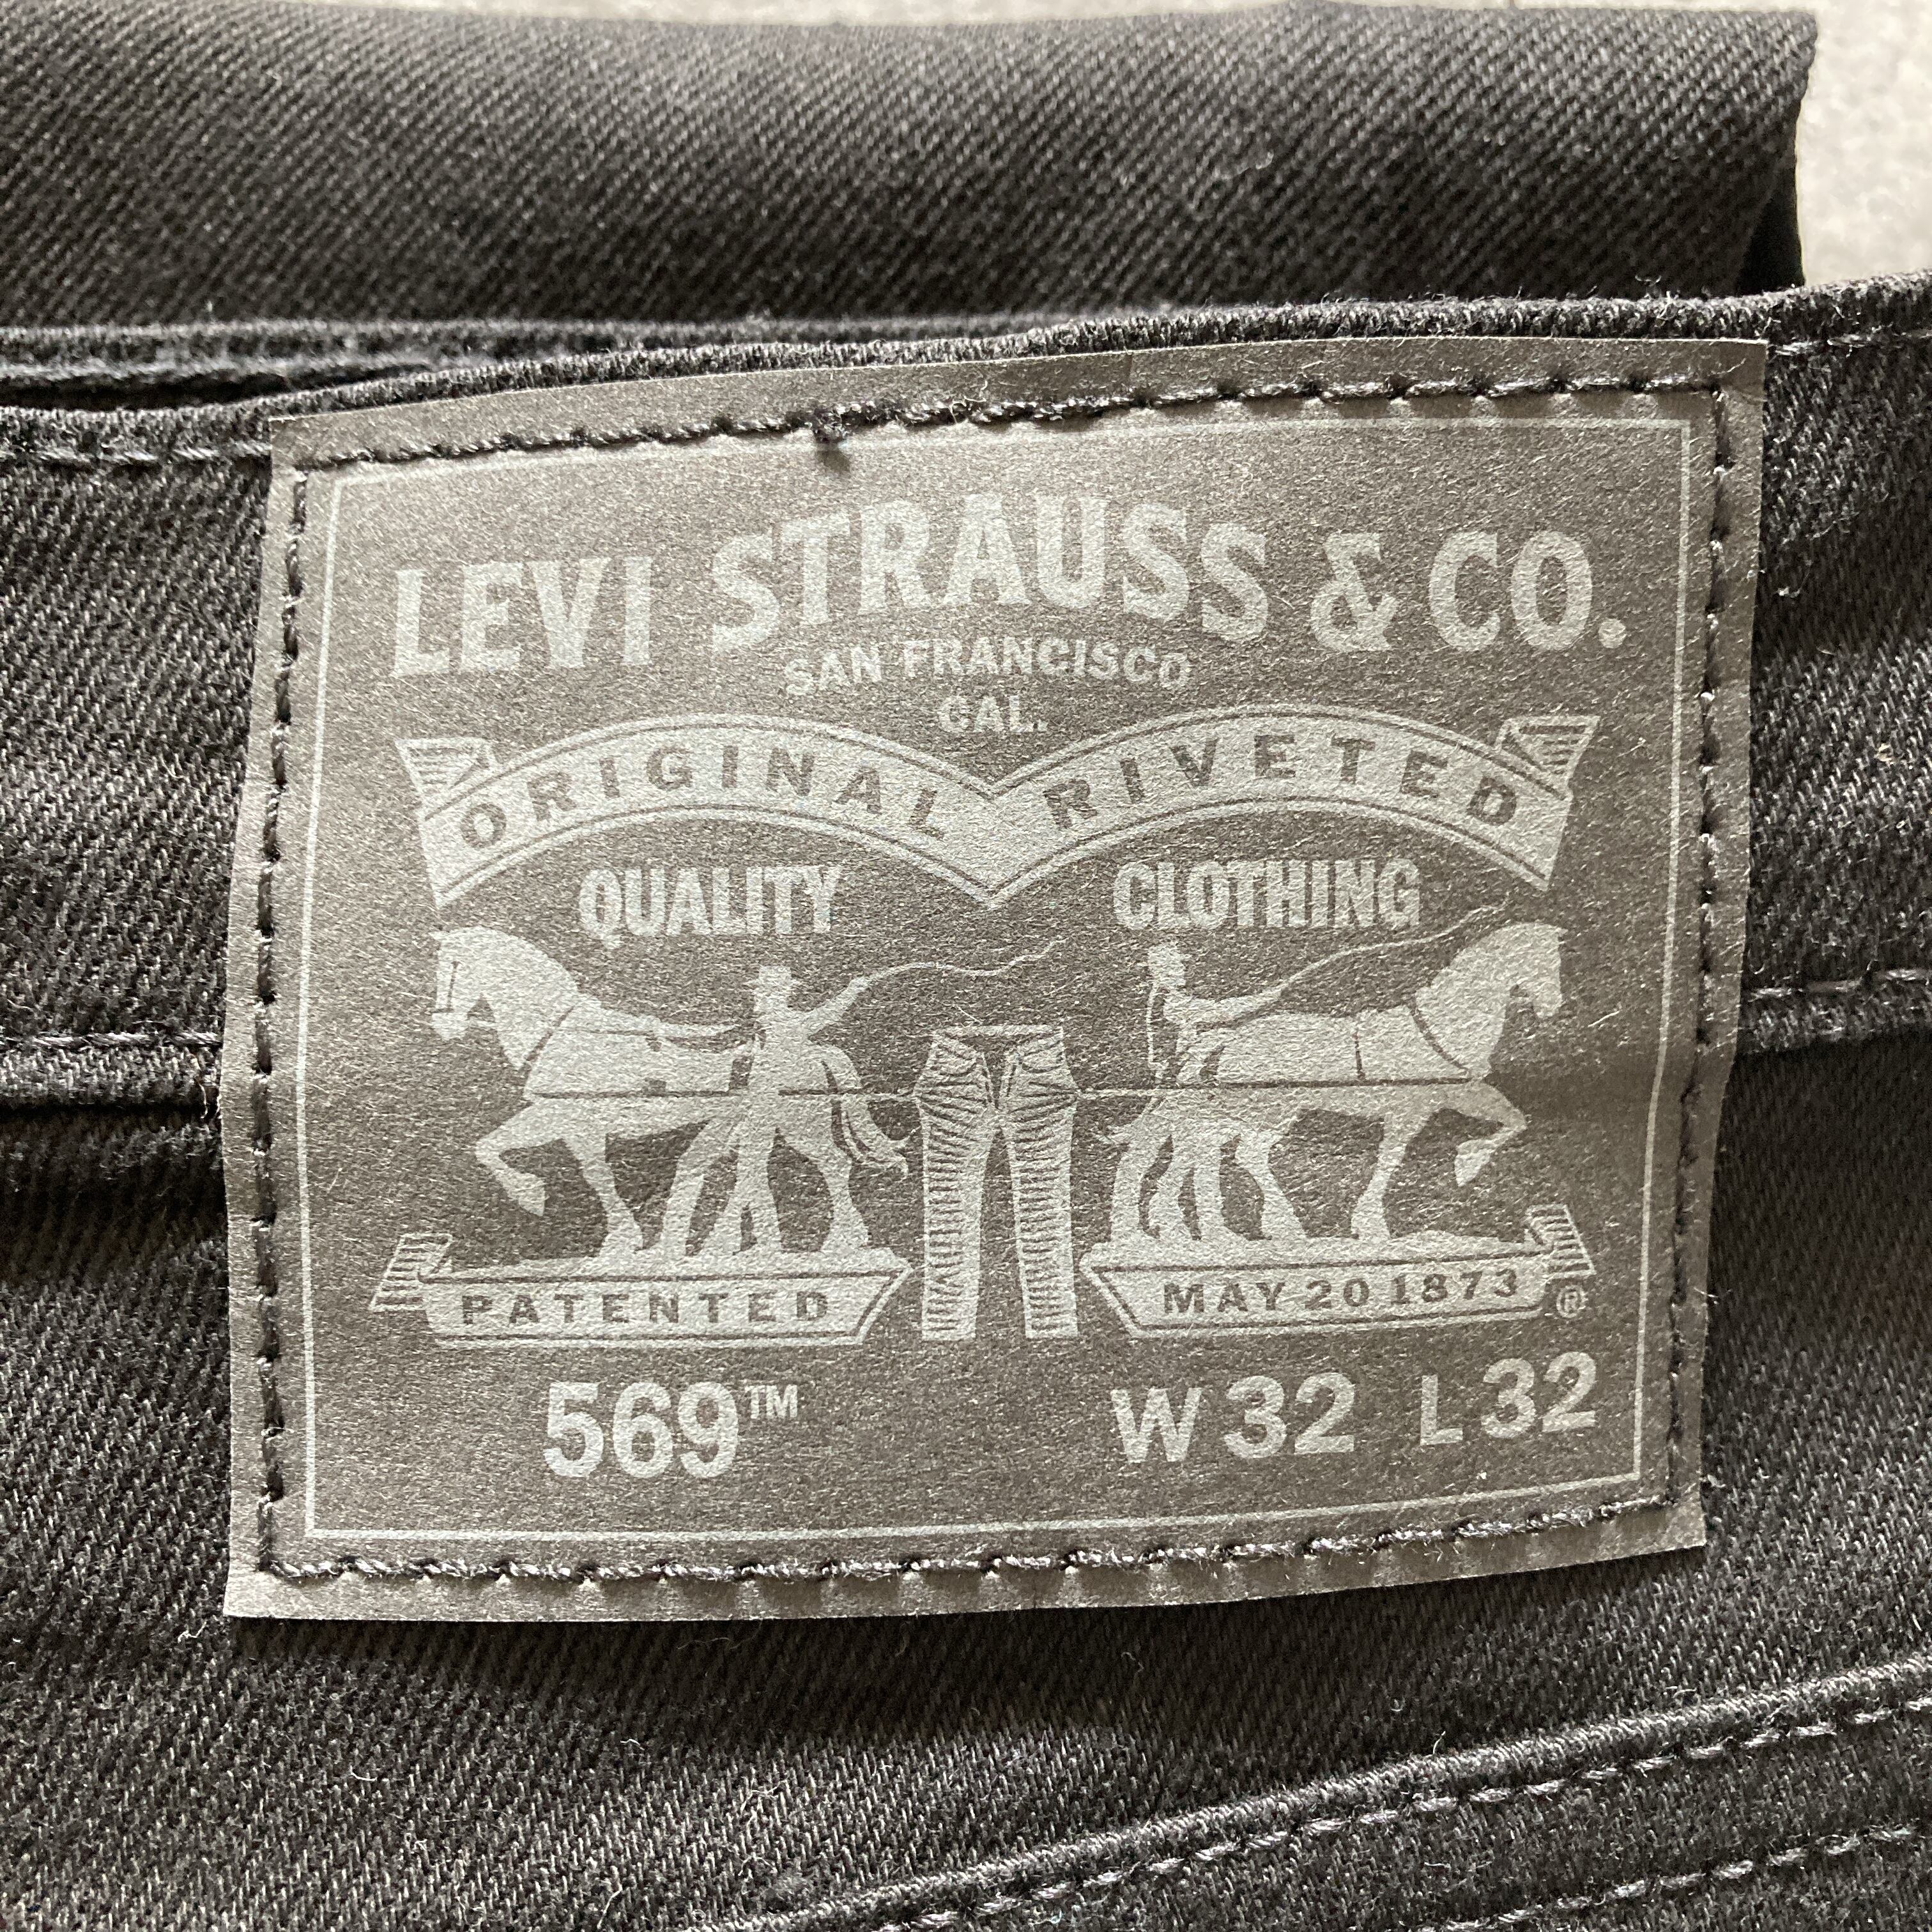 LEVI STRAUSS & CO.
SAN FRANCISCO
CAL.
ORIGINAL RIVETED
QUALITY CLOTHING
PATENTED MAY 20 1873 ®
569™ W 32 L 32